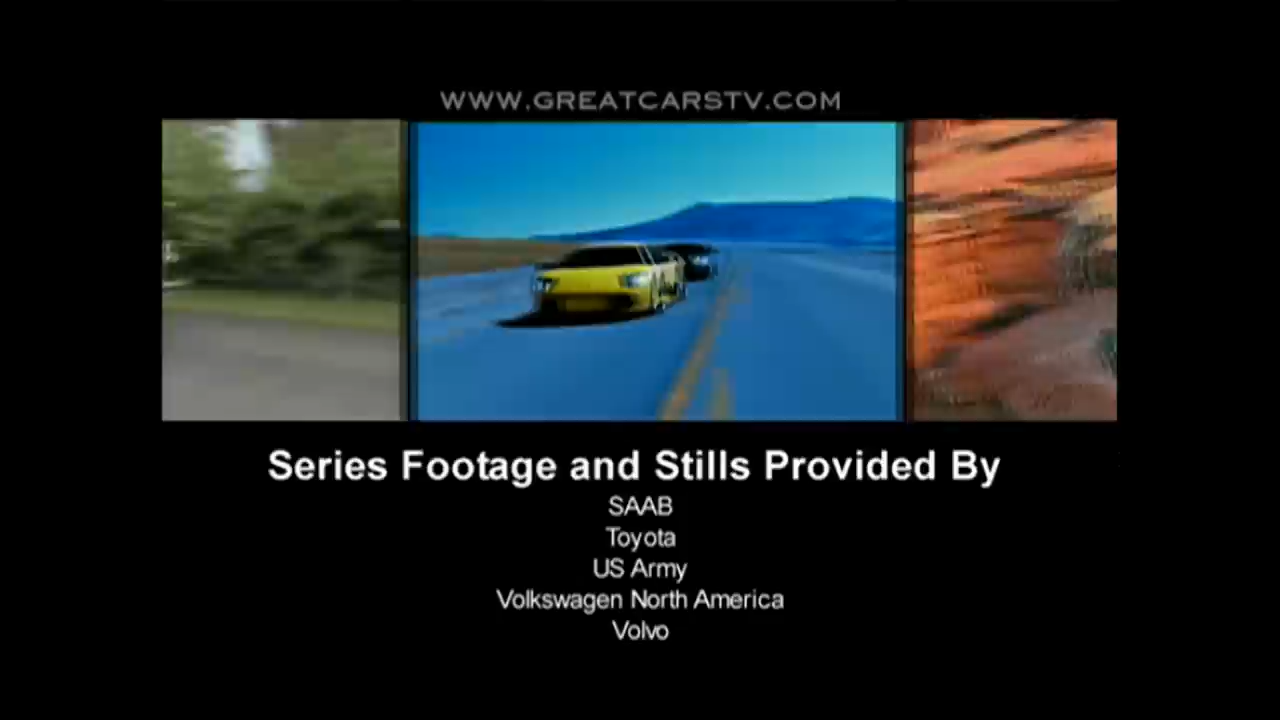 WWW.GREATCARSTV.COM
Series Footage and Stills Provided By
SAAB
Toyota
US Army
Volkswagen North America
Volvo